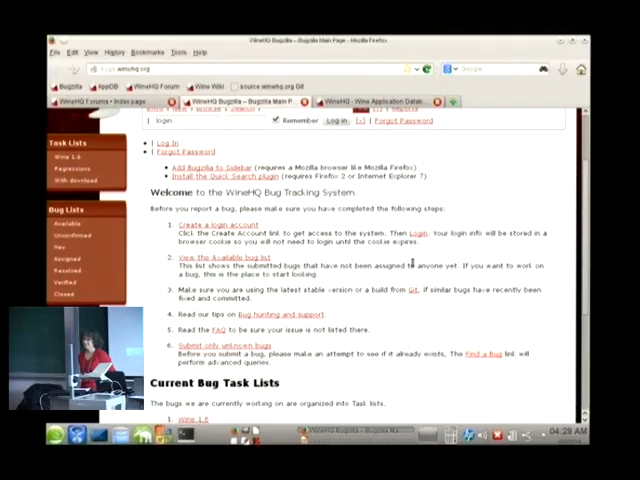 WineHQ Bugzilla – Bugzilla Main Page - Mozilla Firefox
File Edit View History Bookmarks Tools Help
winehq.org
Google
Bugzilla AppDB WineHQ Forum Wine Wiki source.winehq Git
WineHQ Forums • Index page
WineHQ Bugzilla – Bugzilla Main P...
WineHQ - Wine Application Datab...
login Remember Log in [x] | Forgot Password
Task Lists
Wine 1.6
Regressions
With download
Bug Lists
Available
Unconfirmed
New
Assigned
Resolved
Verified
Closed
| Log In
| Forgot Password
Add Bugzilla to Sidebar (requires a Mozilla browser like Mozilla Firefox)
Install the Quick Search plugin (requires Firefox 2 or Internet Explorer 7)
Welcome to the WineHQ Bug Tracking System.
Before you report a bug, please make sure you have completed the following steps:
1. Create a login account
Click the Create Account link to get access to the system. Then Login. Your login info will be stored in a
browser cookie so you will not need to login until the cookie expires.
2. View the Available bug list
This list shows the submitted bugs that have not been assigned to anyone yet. If you want to work on
a bug, this is the place to start looking.
3. Make sure you are using the latest stable version or a build from Git, if similar bugs have recently been
fixed and committed.
4. Read our tips on Bug hunting and support.
5. Read the FAQ to be sure your issue is not listed there.
6. Submit only unknown bugs
Before you submit a bug, please make an attempt to see if it already exists, The Find a Bug link will
perform advanced queries.
Current Bug Task Lists
The bugs we are currently working on are organized into Task lists.
1. Wine 1.6
04:29 AM